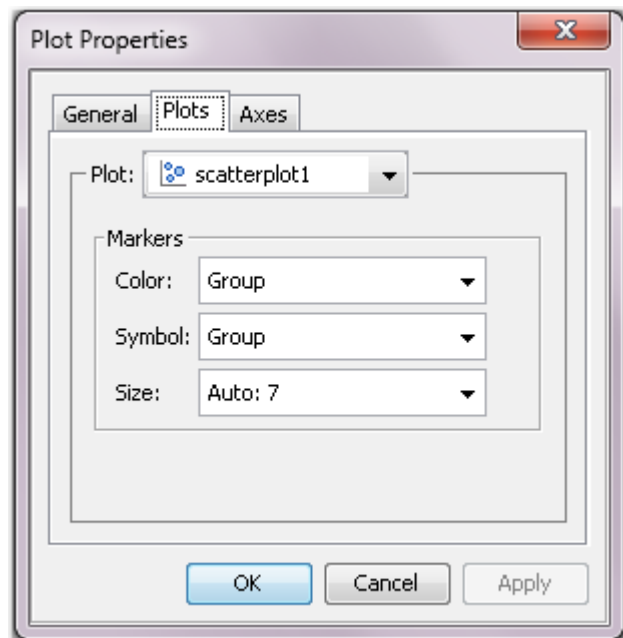 Plot Properties
General Plots Axes
Plot: scatterplot1
Markers
Color: Group
Symbol: Group
Size: Auto: 7
OK Cancel Apply